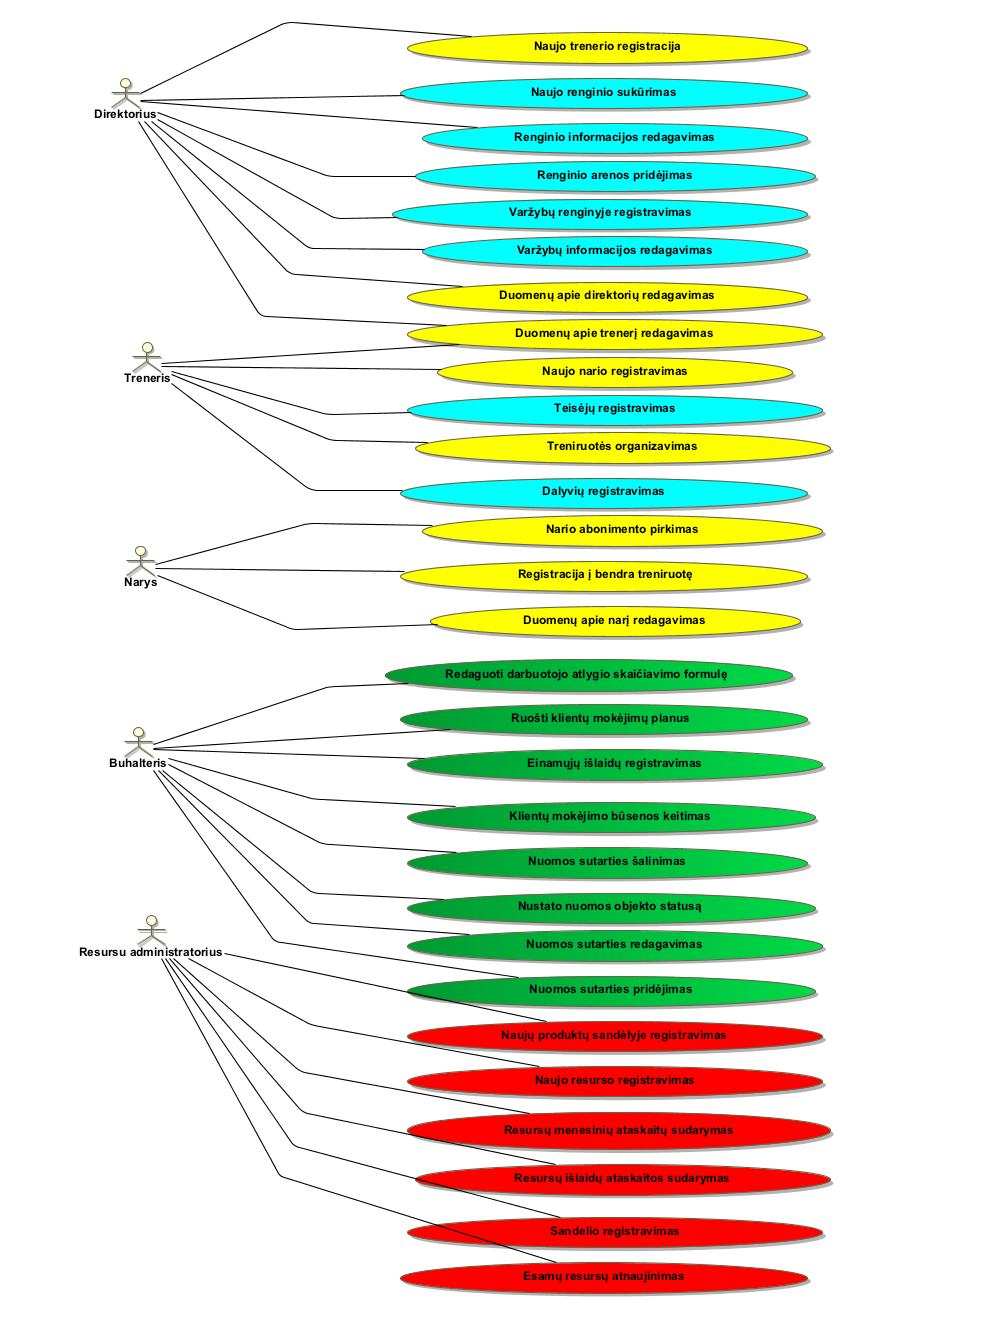 Naujo trenerio registracija
Naujo renginio sukūrimas
Direktorius
Renginio informacijos redagavimas
Renginio arenos pridėjimas
Varžybų renginyje registravimas
Varžybų informacijos redagavimas
Duomenų apie direktorių redagavimas
Duomenų apie trenerį redagavimas
Naujo nario registravimas
Treneris
Teisėjų registravimas
Treniruotės organizavimas
Dalyvių registravimas
Nario abonimento pirkimas
Registracija į bendra treniruotę
Narys
Duomenų apie narį redagavimas
Redaguoti darbuotojo atlygio skaičiavimo formulę
Ruošti klientų mokėjimų planus
Einamųjų išlaidų registravimas
Buhalteris
Klientų mokėjimo būsenos keitimas
Nuomos sutarties šalinimas
Nustato nuomos objekto statusą
Nuomos sutarties redagavimas
Resursu administratorius
Nuomos sutarties pridėjimas
Naujų produktų sandėlyje registravimas
Naujo resurso registravimas
Resursų menesinių ataskaitų sudarymas
Resursų išlaidų ataskaitos sudarymas
Sandelio registravimas
Esamų resursų atnaujinimas